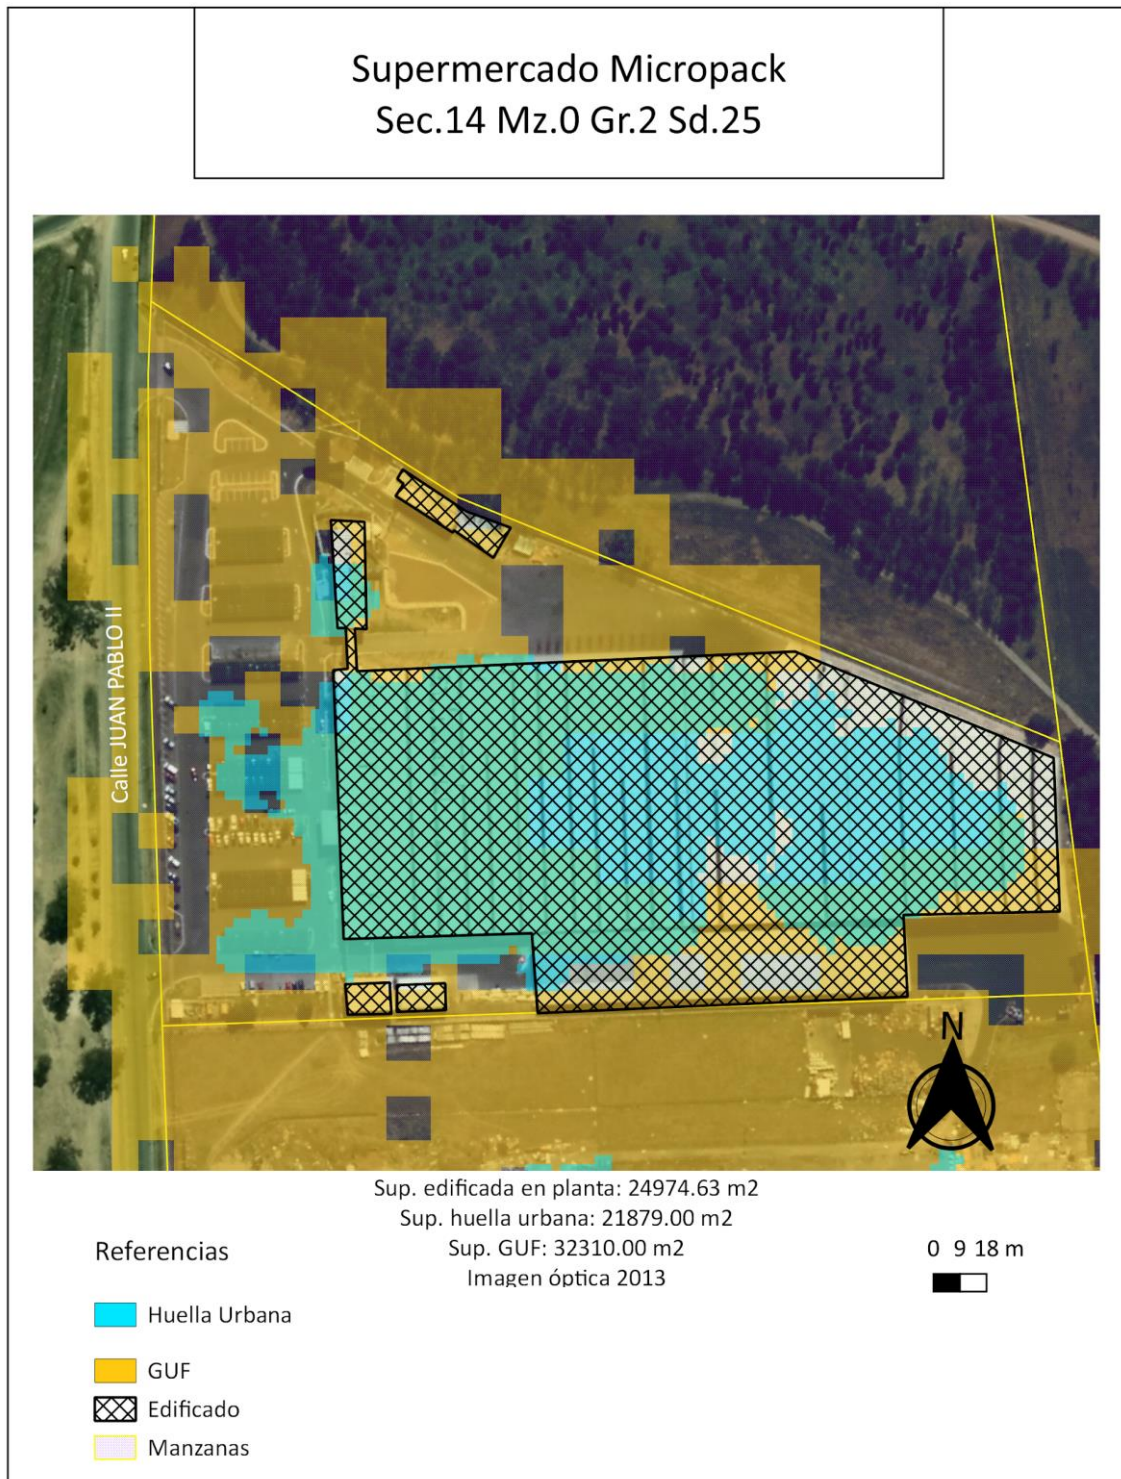 Supermercado Micropack
Sec.14 Mz.0 Gr.2 Sd.25
Calle JUAN PABLO II
N
Sup. edificada en planta: 24974.63 m2
Sup. huella urbana: 21879.00 m2
Sup. GUF: 32310.00 m2
Imagen óptica 2013
0 9 18 m
Referencias
Huella Urbana
GUF
Edificado
Manzanas